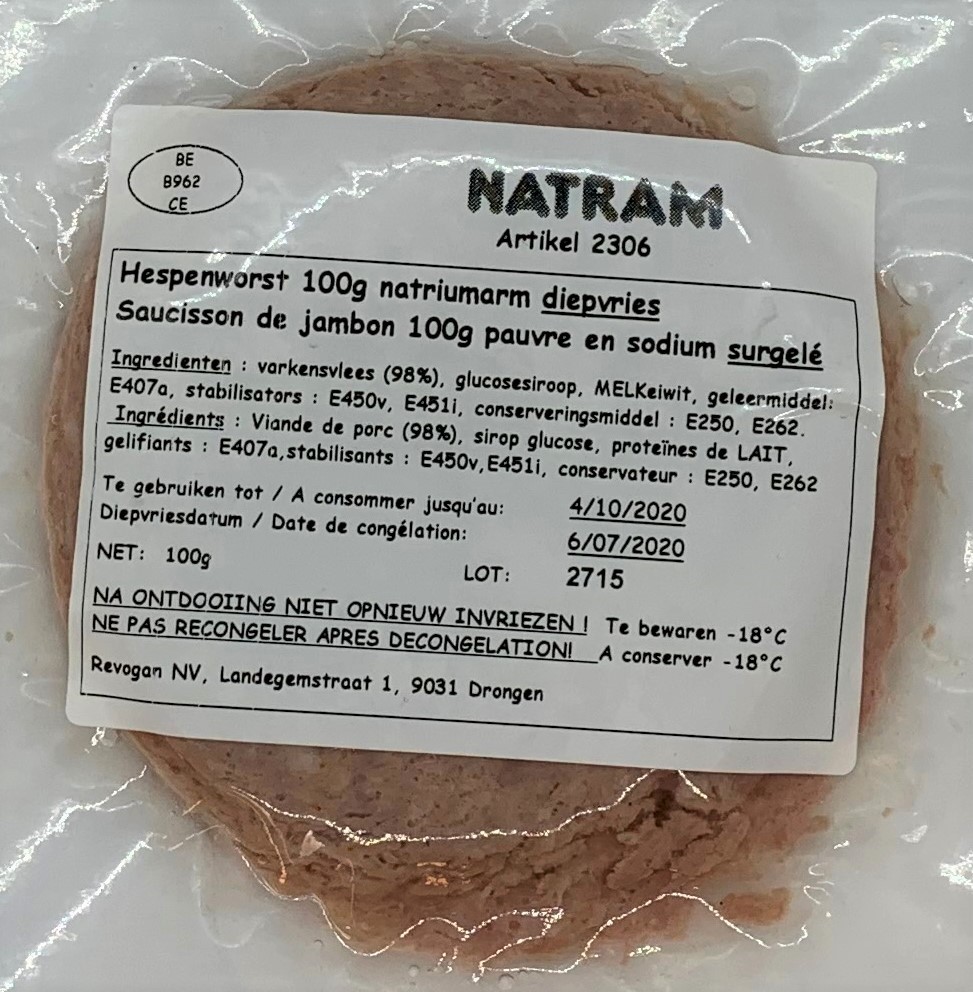 BE
B962
CE
NATRAM
Artikel 2306
Hespenworst 100g natriumarm diepvries
Saucisson de jambon 100g pauvre en sodium surgelé
Ingredienten : varkensvlees (98%), glucosesiroop, MELKeiwit, geleermiddel:
E407a, stabilisators : E450v, E451i, conserveringsmiddel : E250, E262.
Ingrédients : Viande de porc (98%), sirop glucose, proteïnes de LAIT,
gelifiants : E407a,stabilisants : E450v,E451i, conservateur : E250, E262
Te gebruiken tot / A consommer jusqu'au: 4/10/2020
Diepvriesdatum / Date de congélation: 6/07/2020
NET: 100g LOT: 2715
NA ONTDOOIING NIET OPNIEUW INVRIEZEN ! Te bewaren -18°C
NE PAS RECONGELER APRES DECONGELATION! A conserver -18°C
Revogan NV, Landegemstraat 1, 9031 Drongen